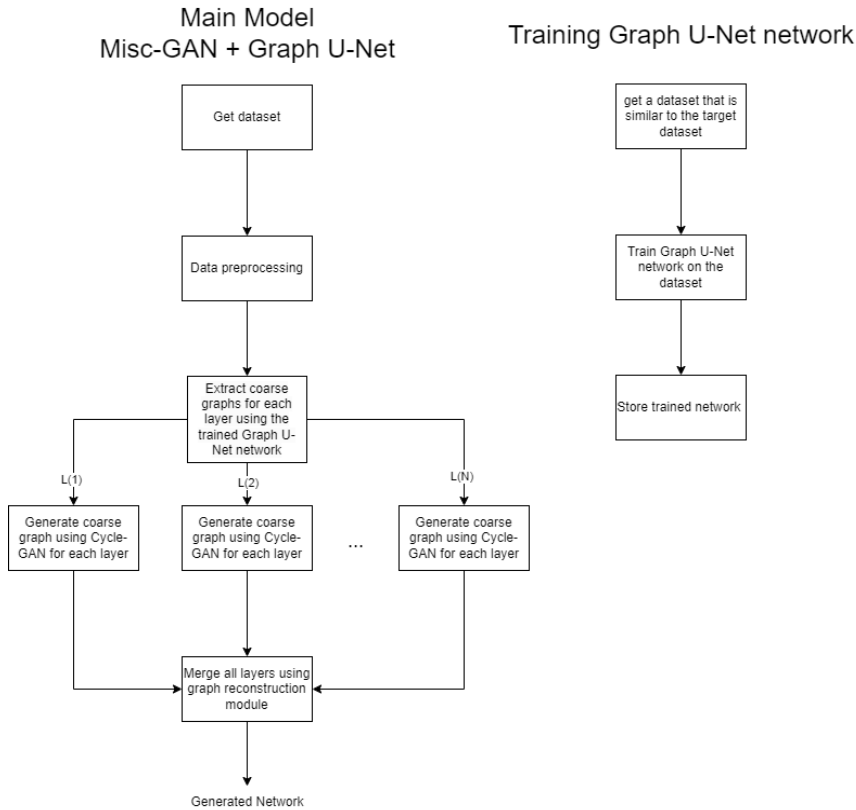 Main Model
Misc-GAN + Graph U-Net
Get dataset
Data preprocessing
Extract coarse
graphs for each
layer using the
trained Graph U-
Net network
L(1)
L(2)
L(N)
Generate coarse
graph using Cycle-
GAN for each layer
Generate coarse
graph using Cycle-
GAN for each layer
...
Generate coarse
graph using Cycle-
GAN for each layer
Merge all layers using
graph reconstruction
module
Generated Network
Training Graph U-Net network
get a dataset that is
similar to the target
dataset
Train Graph U-Net
network on the
dataset
Store trained network